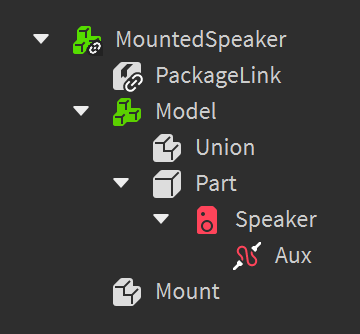 MountedSpeaker
PackageLink
Model
Union
Part
Speaker
Aux
Mount